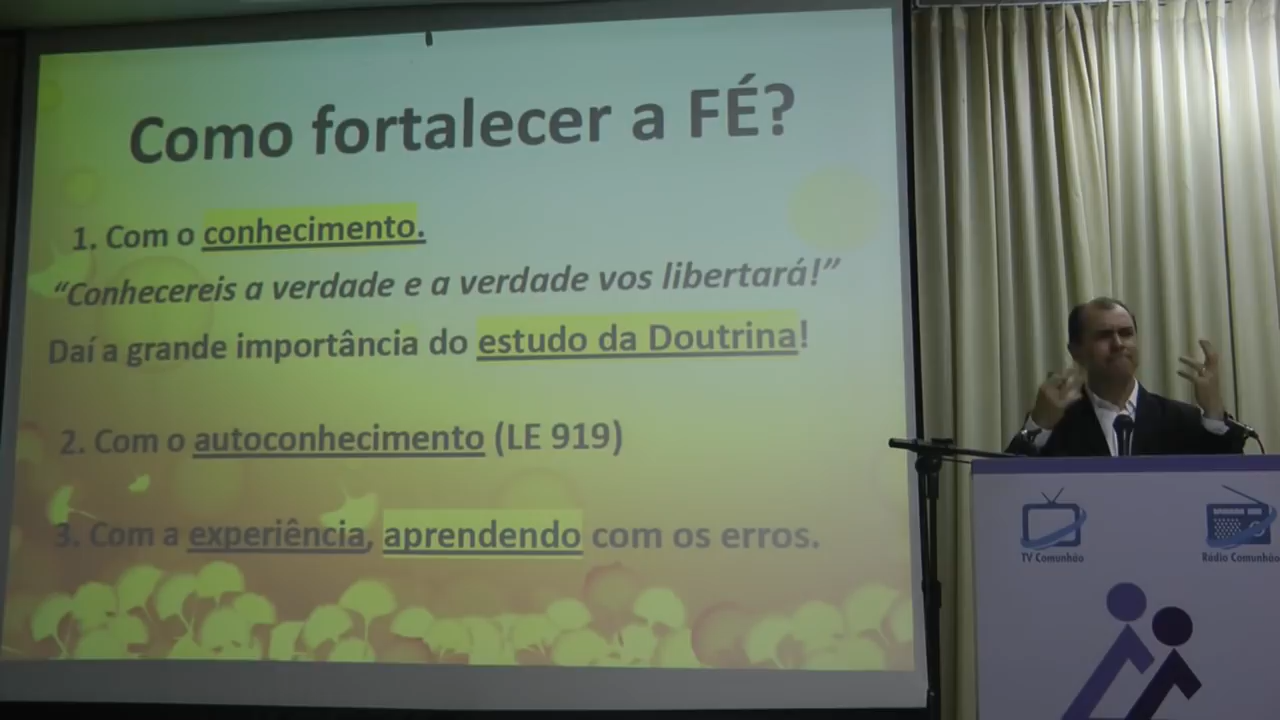 Como fortalecer a FÉ?
1. Com o conhecimento.
“Conhecereis a verdade e a verdade vos libertará!”
Daí a grande importância do estudo da Doutrina!
2. Com o autoconhecimento (LE 919)
3. Com a experiência, aprendendo com os erros.
TV Comunhão
Rádio Comunhão